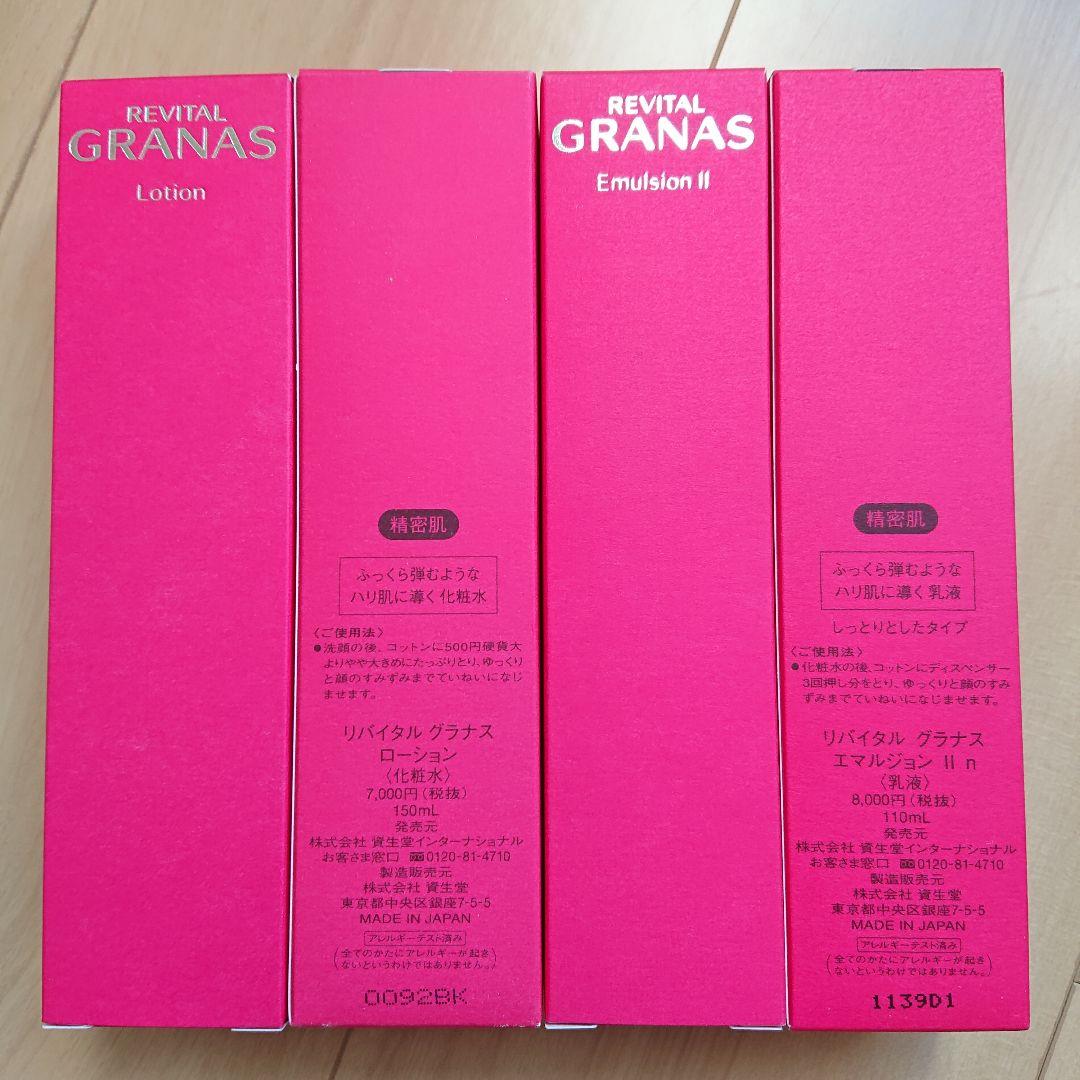 REVITAL
GRANAS
Lotion
精密肌
ふっくら弾むような
ハリ肌に導く化粧水
〈ご使用法〉
●洗顔の後、コットンに500円硬貨大
よりやや大きめにたっぷりとり、ゆっくり
と顔のすみずみまでていねいになじ
ませます。
リバイタル グラナス
ローション
〈化粧水〉
7,000円（税抜）
150mL
発売元
株式会社 資生堂インターナショナル
お客さま窓口 0120-81-4710
製造販売元
株式会社 資生堂
東京都中央区銀座7-5-5
MADE IN JAPAN
アレルギーテスト済み
（全てのかたにアレルギーが起き
ないというわけではありません。）
0092BK
REVITAL
GRANAS
Emulsion II
精密肌
ふっくら弾むような
ハリ肌に導く乳液
しっとりとしたタイプ
〈ご使用法〉
●化粧水の後、コットンにディスペンサー
3回押し分をとり、ゆっくりと顔のすみ
ずみまでていねいになじませます。
リバイタル グラナス
エマルジョン II n
〈乳液〉
8,000円（税抜）
110mL
発売元
株式会社 資生堂インターナショナル
お客さま窓口 0120-81-4710
製造販売元
株式会社 資生堂
東京都中央区銀座7-5-5
MADE IN JAPAN
アレルギーテスト済み
（全てのかたにアレルギーが起き
ないというわけではありません。）
1139D1